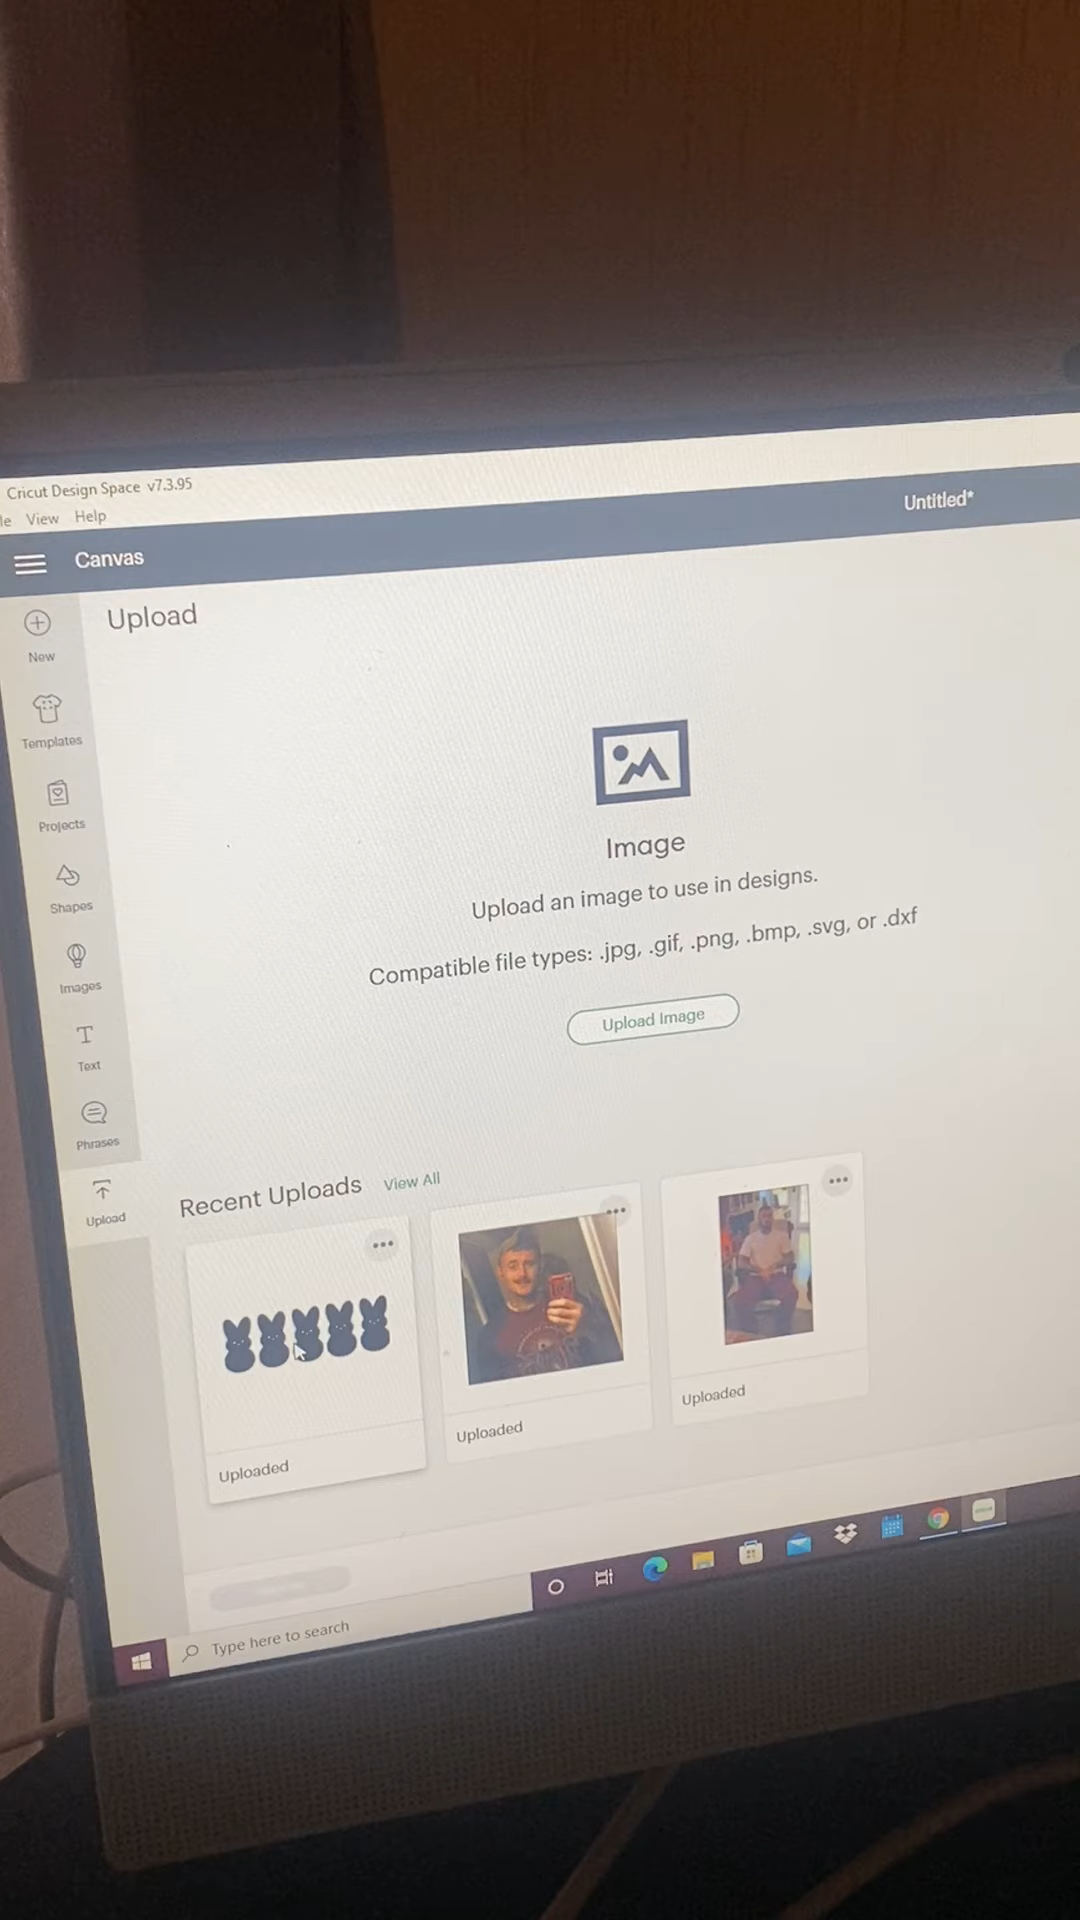 Cricut Design Space v7.3.95
le View Help
Canvas
Untitled*
Upload
New
Templates
Projects
Shapes
Images
Text
Phrases
Upload
Image
Upload an image to use in designs.
Compatible file types: .jpg, .gif, .png, .bmp, .svg, or .dxf
Upload Image
Recent Uploads View All
Uploaded
Uploaded
Uploaded
Type here to search